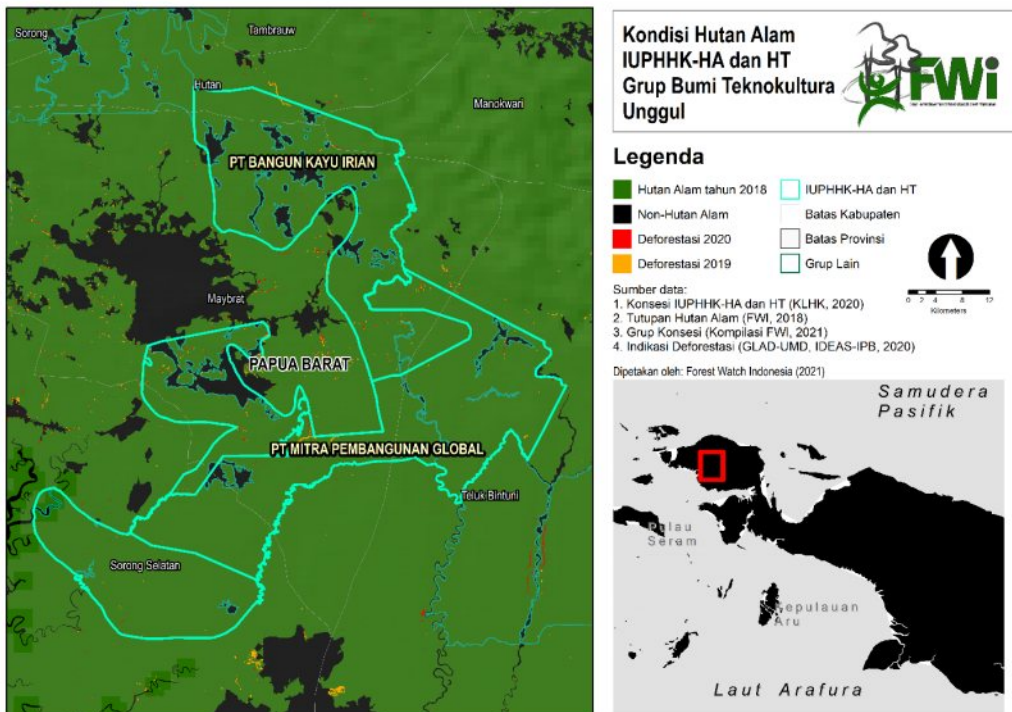 Sorong
Tambrauw
Hutan
Manokwari
PT BANGUN KAYU IRIAN
Maybrat
PAPUA BARAT
PT MITRA PEMBANGUNAN GLOBAL
Teluk Bintuni
Sorong Selatan
Kondisi Hutan Alam
IUPHHK-HA dan HT
Grup Bumi Teknokultura
Unggul
FWi
Legenda
Hutan Alam tahun 2018
Non-Hutan Alam
Deforestasi 2020
Deforestasi 2019
IUPHHK-HA dan HT
Batas Kabupaten
Batas Provinsi
Grup Lain
Sumber data:
1. Konsesi IUPHHK-HA dan HT (KLHK, 2020)
2. Tutupan Hutan Alam (FWI, 2018)
3. Grup Konsesi (Kompilasi FWI, 2021)
4. Indikasi Deforestasi (GLAD-UMD, IDEAS-IPB, 2020)
0 2 4 8 12
Kilometers
Dipetakan oleh: Forest Watch Indonesia (2021)
Samudera
Pasifik
Pulau
Seram
Kepulauan
Aru
Laut Arafura